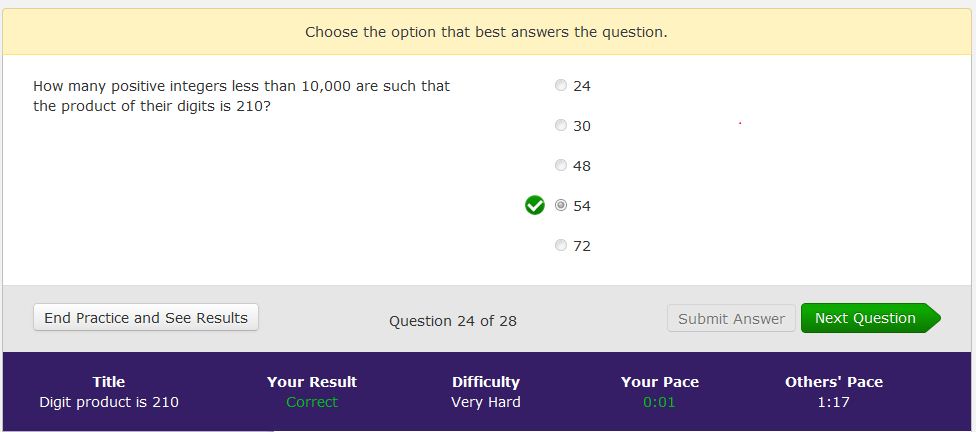 Choose the option that best answers the question.
How many positive integers less than 10,000 are such that
the product of their digits is 210?
24
30
48
54
72
End Practice and See Results
Question 24 of 28
Submit Answer
Next Question
Title
Your Result
Difficulty
Your Pace
Others' Pace
Digit product is 210
Correct
Very Hard
0:01
1:17